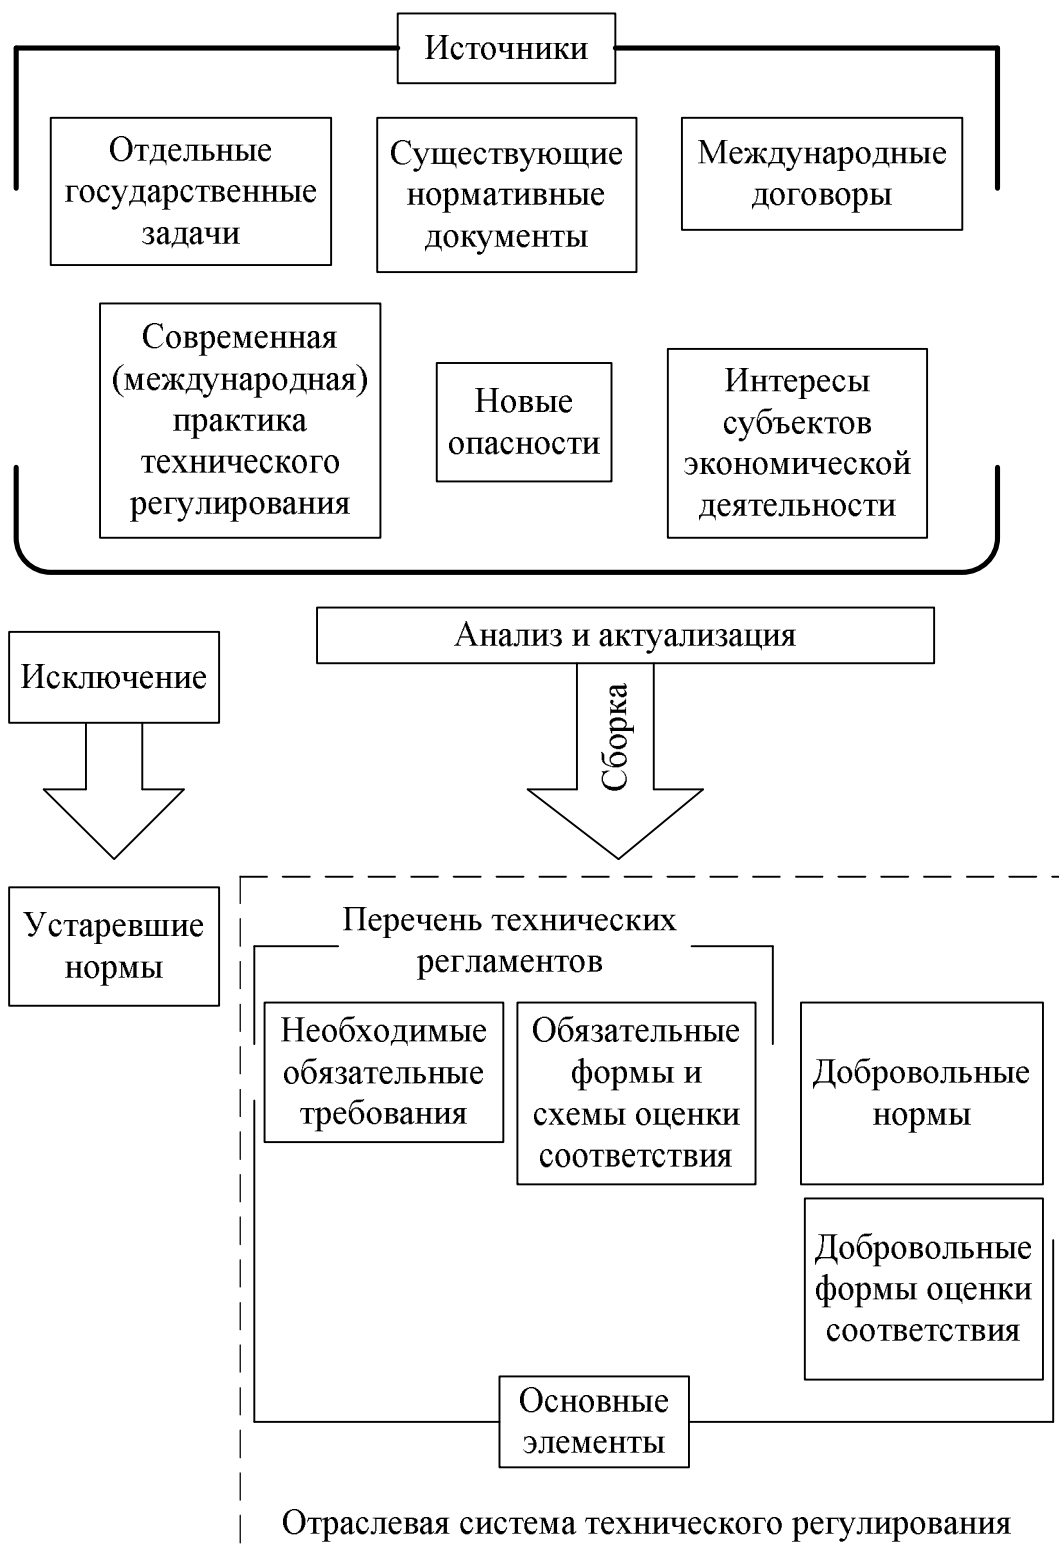 Источники
Отдельные
государственные
задачи
Существующие
нормативные
документы
Международные
договоры
Современная
(международная)
практика
технического
регулирования
Новые
опасности
Интересы
субъектов
экономической
деятельности
Анализ и актуализация
Исключение
Сборка
Устаревшие
нормы
Перечень технических
регламентов
Необходимые
обязательные
требования
Обязательные
формы и
схемы оценки
соответствия
Добровольные
нормы
Добровольные
формы оценки
соответствия
Основные
элементы
Отраслевая система технического регулирования